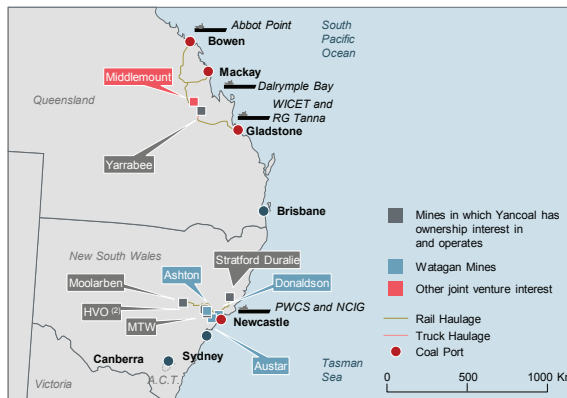 Abbot Point
South
Pacific
Ocean
Bowen
Mackay
Middlemount
Dalrymple Bay
Queensland
WICET and
RG Tanna
Gladstone
Yarrabee
Brisbane
Mines in which Yancoal has
ownership interest in
and operates
New South Wales
Stratford Duralie
Ashton
Watagan Mines
Moolarben
Donaldson
Other joint venture interest
HVO (2)
PWCS and NCIG
Newcastle
Rail Haulage
MTW
Truck Haulage
Coal Port
Canberra
Sydney
Austar
Tasman
Sea
A.C.T.
Victoria
0
500
1000 Km